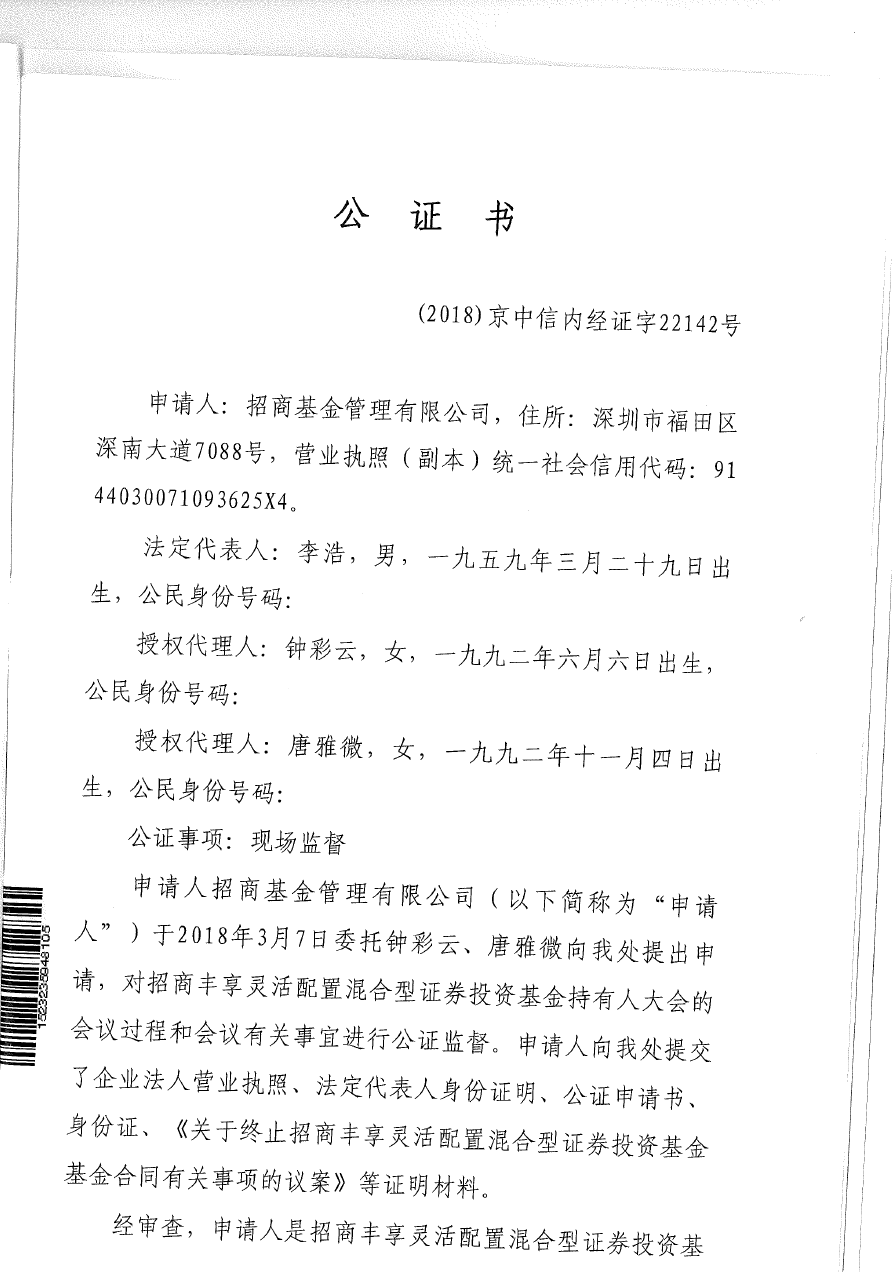 公 证 书
(2018)京中信内经证字22142号
申请人：招商基金管理有限公司，住所：深圳市福田区
深南大道7088号，营业执照（副本）统一社会信用代码：91
44030071093625X4。
法定代表人：李浩，男，一九五九年三月二十九日出
生，公民身份号码：
授权代理人：钟彩云，女，一九九二年六月六日出生，
公民身份号码：
授权代理人：唐雅微，女，一九九二年十一月四日出
生，公民身份号码：
公证事项：现场监督
申请人招商基金管理有限公司（以下简称为“申请
人”）于2018年3月7日委托钟彩云、唐雅微向我处提出申
请，对招商丰享灵活配置混合型证券投资基金持有人大会的
会议过程和会议有关事宜进行公证监督。申请人向我处提交
了企业法人营业执照、法定代表人身份证明、公证申请书、
身份证、《关于终止招商丰享灵活配置混合型证券投资基金
基金合同有关事项的议案》等证明材料。
经审查，申请人是招商丰享灵活配置混合型证券投资基
1523235948105